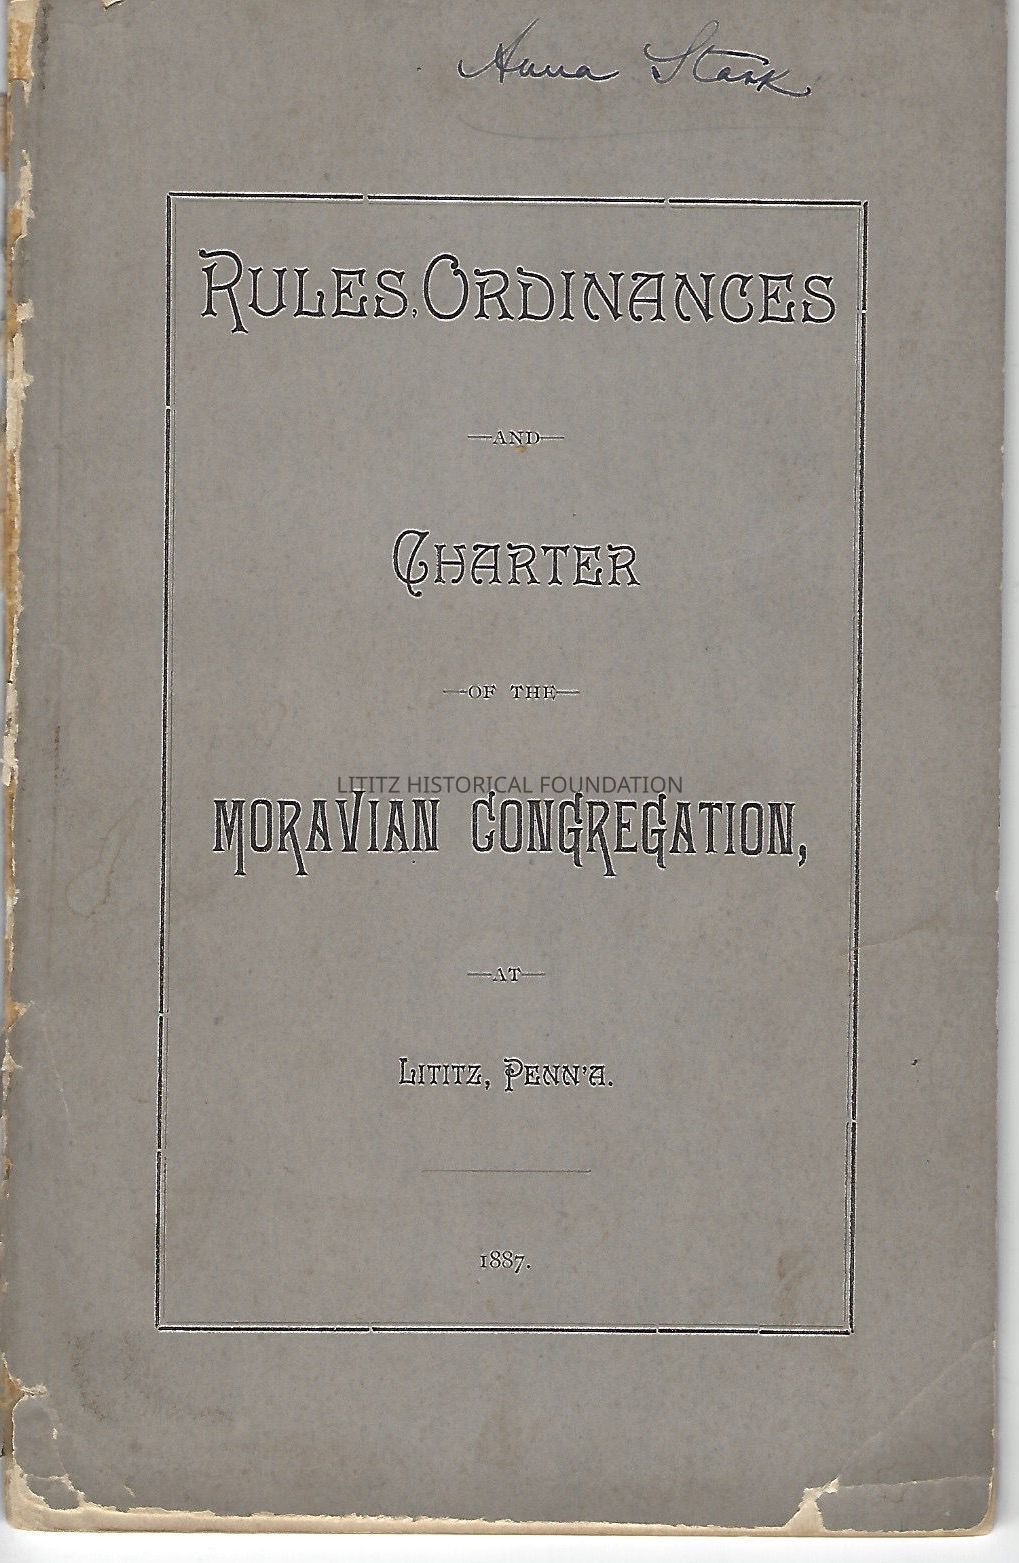 Anna Stark
RULES, ORDINANCES
—AND—
CHARTER
—OF THE—
LITITZ HISTORICAL FOUNDATION
MORAVIAN CONGREGATION,
—AT—
LITITZ, PENN'A.
1887.